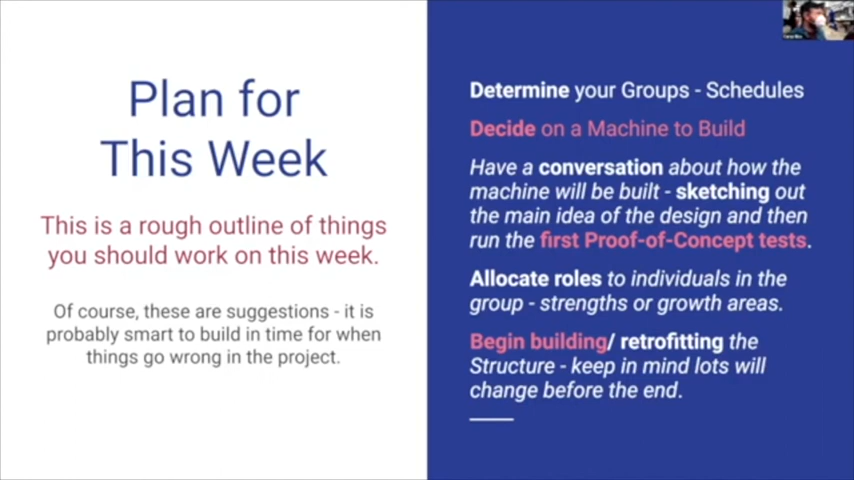 Plan for
This Week
This is a rough outline of things
you should work on this week.
Of course, these are suggestions - it is
probably smart to build in time for when
things go wrong in the project.
Determine your Groups - Schedules
Decide on a Machine to Build
Have a conversation about how the
machine will be built - sketching out
the main idea of the design and then
run the first Proof-of-Concept tests.
Allocate roles to individuals in the
group - strengths or growth areas.
Begin building/ retrofitting the
Structure - keep in mind lots will
change before the end.